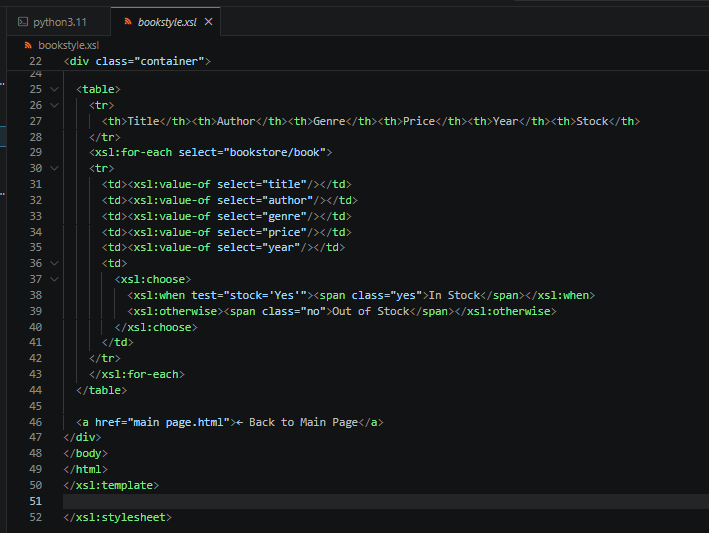 python3.11 bookstyle.xsl
bookstyle.xsl
22 <div class="container">
24
25 <table>
26 <tr>
27 <th>Title</th><th>Author</th><th>Genre</th><th>Price</th><th>Year</th><th>Stock</th>
28 </tr>
29 <xsl:for-each select="bookstore/book">
30 <tr>
31 <td><xsl:value-of select="title"/></td>
32 <td><xsl:value-of select="author"/></td>
33 <td><xsl:value-of select="genre"/></td>
34 <td><xsl:value-of select="price"/></td>
35 <td><xsl:value-of select="year"/></td>
36 <td>
37 <xsl:choose>
38 <xsl:when test="stock='Yes'"><span class="yes">In Stock</span></xsl:when>
39 <xsl:otherwise><span class="no">Out of Stock</span></xsl:otherwise>
40 </xsl:choose>
41 </td>
42 </tr>
43 </xsl:for-each>
44 </table>
45
46 <a href="main page.html">← Back to Main Page</a>
47 </div>
48 </body>
49 </html>
50 </xsl:template>
51
52 </xsl:stylesheet>